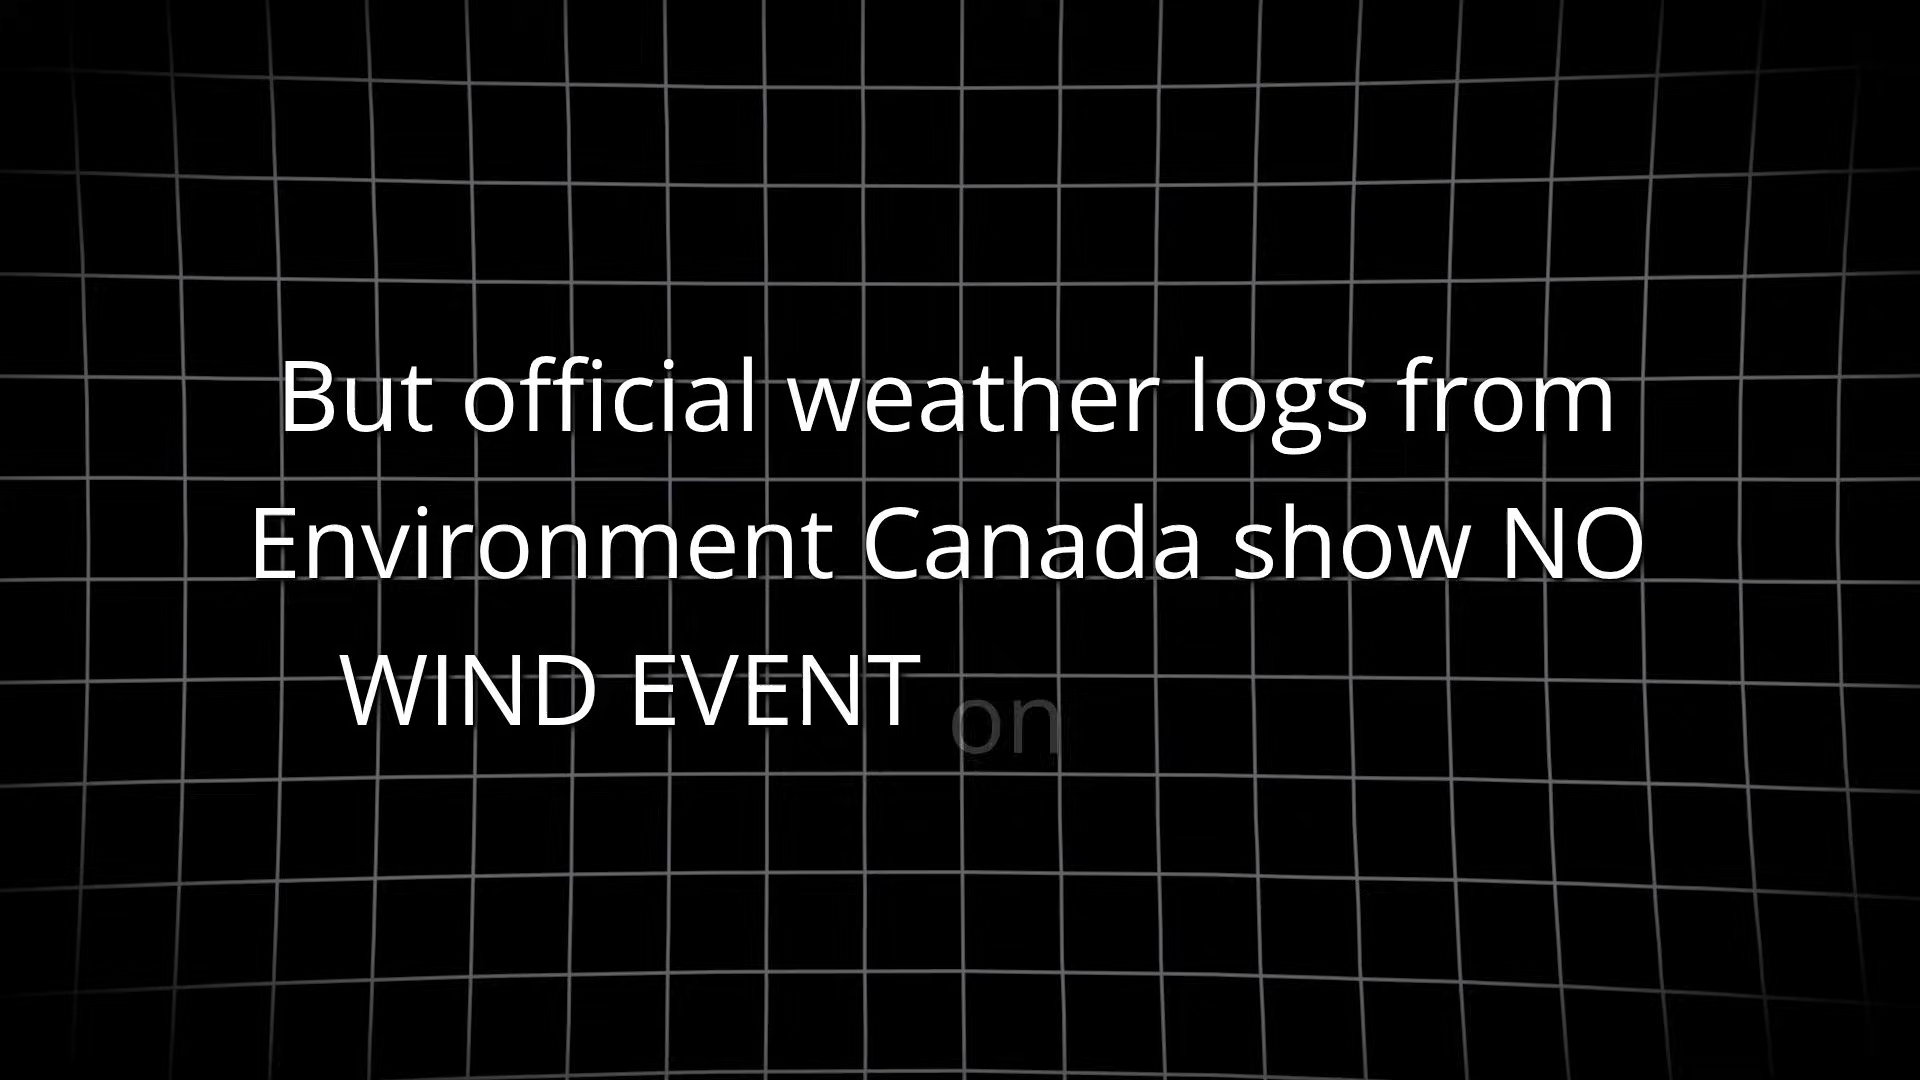 But official weather logs from
Environment Canada show NO
WIND EVENT on